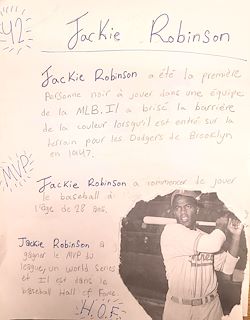 42
Jackie Robinson
Jackie Robinson a été la première
personne noir à jouer dans une équipe
de la MLB. Il a brisé la barrière
de la couleur lorsqu'il est entré sur le
terrain pour les Dodgers de Brooklyn
en 1947.
MVP
Jackie Robinson a commencer de jouer
le baseball à
l'âge de 28 ans.
Jackie Robinson a
gagner le MVP du
league, un World Series
et Il est dans le
baseball Hall of Fame.
H.O.F